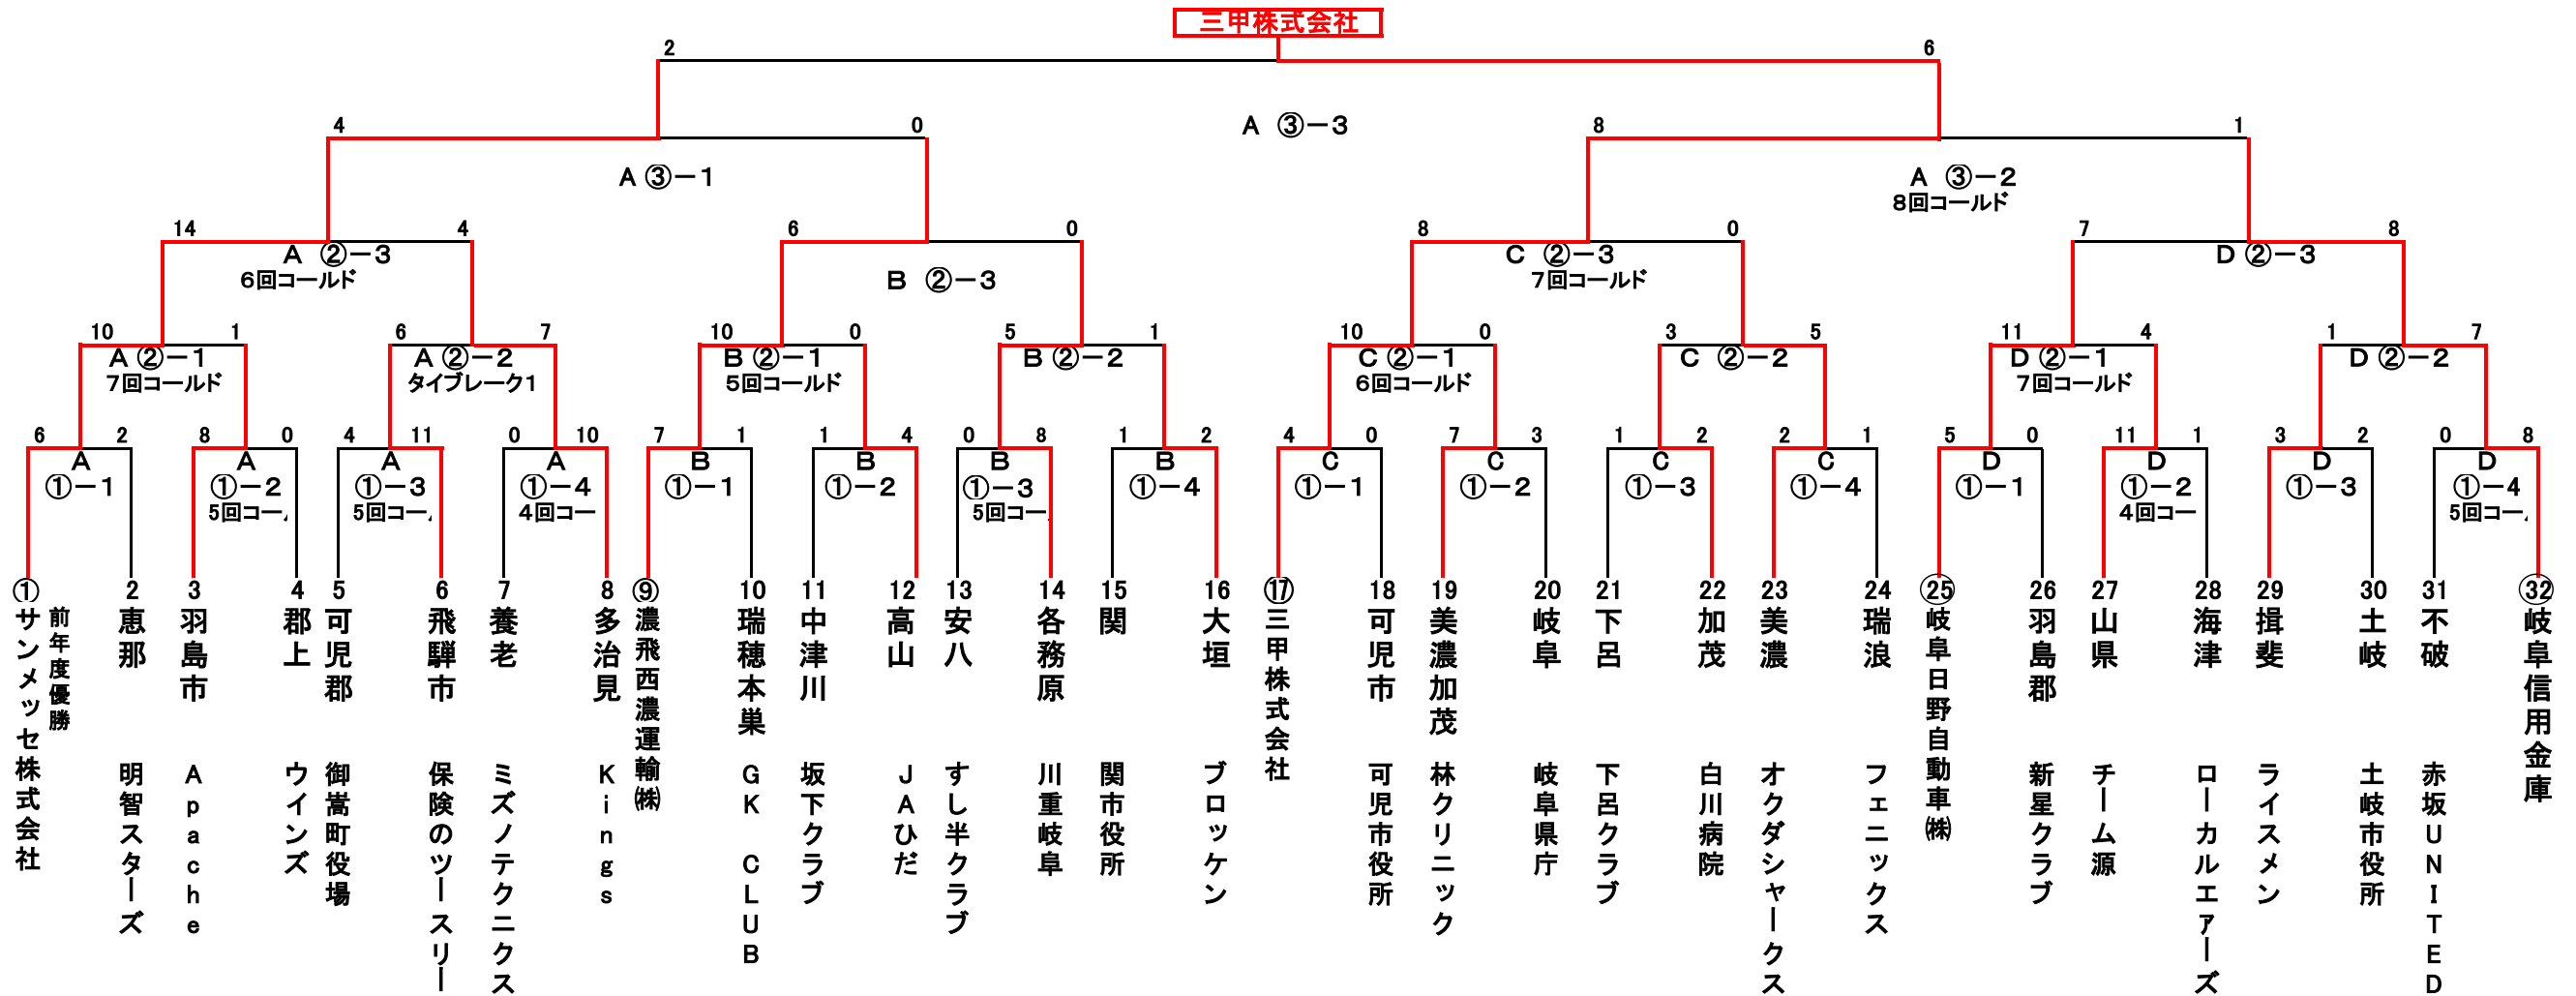 三甲株式会社
2 6
4 0 A ③－3 8 1
A ③－1 A ③－2
8回コールド
14 4 6 0 8 0 7 8
A ②－3 B ②－3 C ②－3 D ②－3
6回コールド 7回コールド
10 1 6 7 10 0 5 1 10 0 3 5 11 4 1 7
A ②－1 A ②－2 B ②－1 B ②－2 C ②－1 C ②－2 D ②－1 D ②－2
7回コールド タイブレーク1 5回コールド 6回コールド 7回コールド
6 2 8 0 4 11 0 10 7 1 1 4 0 8 1 2 4 0 7 3 1 2 2 1 5 0 11 1 3 2 0 8
A A A A B B B B C C C C D D D D
①－1 ①－2 ①－3 ①－4 ①－1 ①－2 ①－3 ①－4 ①－1 ①－2 ①－3 ①－4 ①－1 ①－2 ①－3 ①－4
5回コー 5回コー 4回コー 5回コー 4回コー 5回コー
① 2 3 4 5 6 7 8 ⑨ 10 11 12 13 14 15 16 ⑰ 18 19 20 21 22 23 24 ㉕ 26 27 28 29 30 31 ㉜
サンメッセ株式会社
前年度優勝
恵那 明智スターズ
羽島市 Apache
郡上 ウインズ
可児郡 御嵩町役場
飛騨市 保険のツースリー
養老 ミズノテクニクス
多治見 Kings
濃飛西濃運輸㈱
瑞穂本巣 GK CLUB
中津川 坂下クラブ
高山 JAひだ
安八 すし半クラブ
各務原 川重岐阜
関 関市役所
大垣 ブロッケン
三甲株式会社
可児市 可児市役所
美濃加茂 林クリニック
岐阜 岐阜県庁
下呂 下呂クラブ
加茂 白川病院
美濃 オクダシャークス
瑞浪 フェニックス
岐阜日野自動車㈱
羽島郡 新星クラブ
山県 チーム源
海津 ローカルエァーズ
揖斐 ライスメン
土岐 土岐市役所
不破 赤坂UNITED
岐阜信用金庫